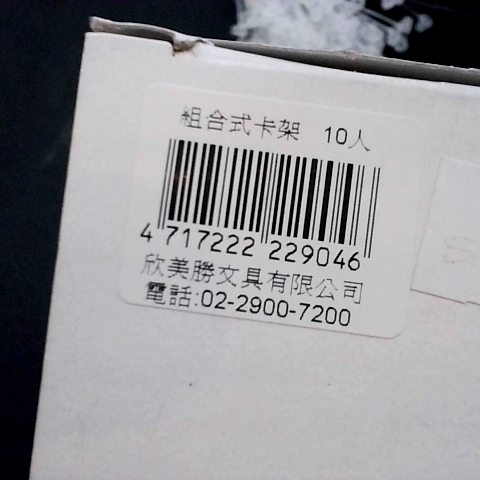 組合式卡架 10人
4 717222 229046
欣美勝文具有限公司
電話:02-2900-7200